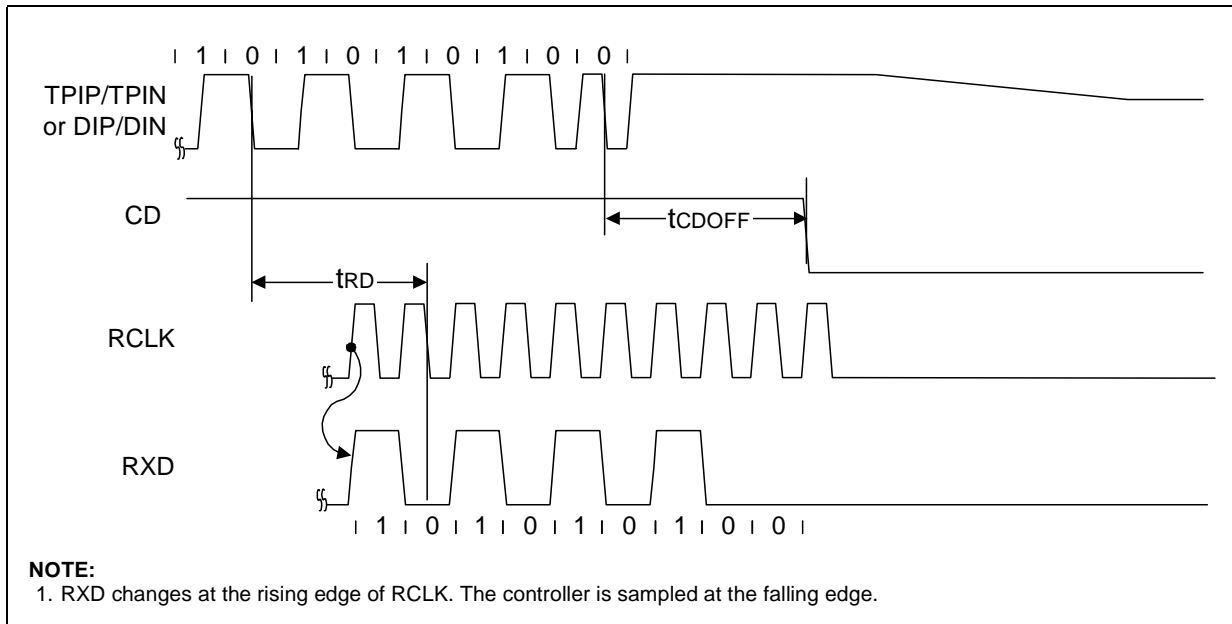 1 0 1 0 1 0 1 0 0
TPIP/TPIN
or DIP/DIN
CD
tCDOFF
tRD
RCLK
RXD
1 0 1 0 1 0 1 0 0
NOTE:
1. RXD changes at the rising edge of RCLK. The controller is sampled at the falling edge.